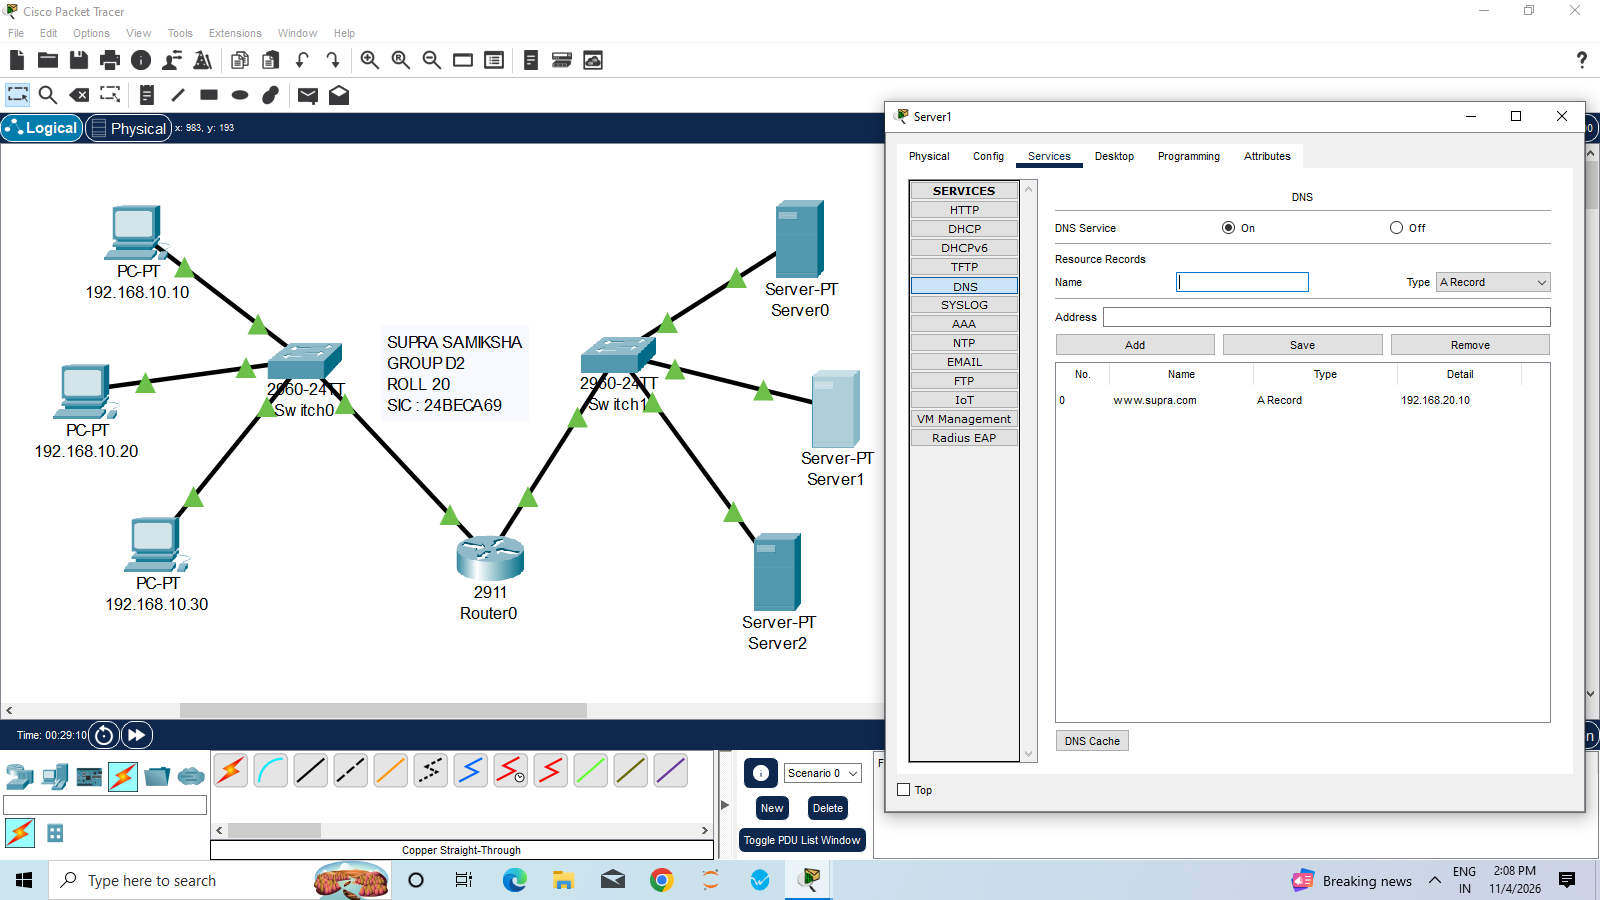 Cisco Packet Tracer
File Edit Options View Tools Extensions Window Help
Logical Physical x: 983, y: 193
PC-PT
192.168.10.10
PC-PT
192.168.10.20
PC-PT
192.168.10.30
2960-24TT
Switch0
SUPRA SAMIKSHA
GROUP D2
ROLL 20
SIC : 24BECA69
2960-24TT
Switch1
2911
Router0
Server-PT
Server0
Server-PT
Server1
Server-PT
Server2
Server1
Physical Config Services Desktop Programming Attributes
SERVICES
HTTP
DHCP
DHCPv6
TFTP
DNS
SYSLOG
AAA
NTP
EMAIL
FTP
IoT
VM Management
Radius EAP
DNS
DNS Service On Off
Resource Records
Name Type A Record
Address
Add Save Remove
No. Name Type Detail
0 www.supra.com A Record 192.168.20.10
DNS Cache
Top
Time: 00:29:10
Scenario 0
New Delete
Toggle PDU List Window
Copper Straight-Through
Type here to search
Breaking news
ENG
IN
2:08 PM
11/4/2026